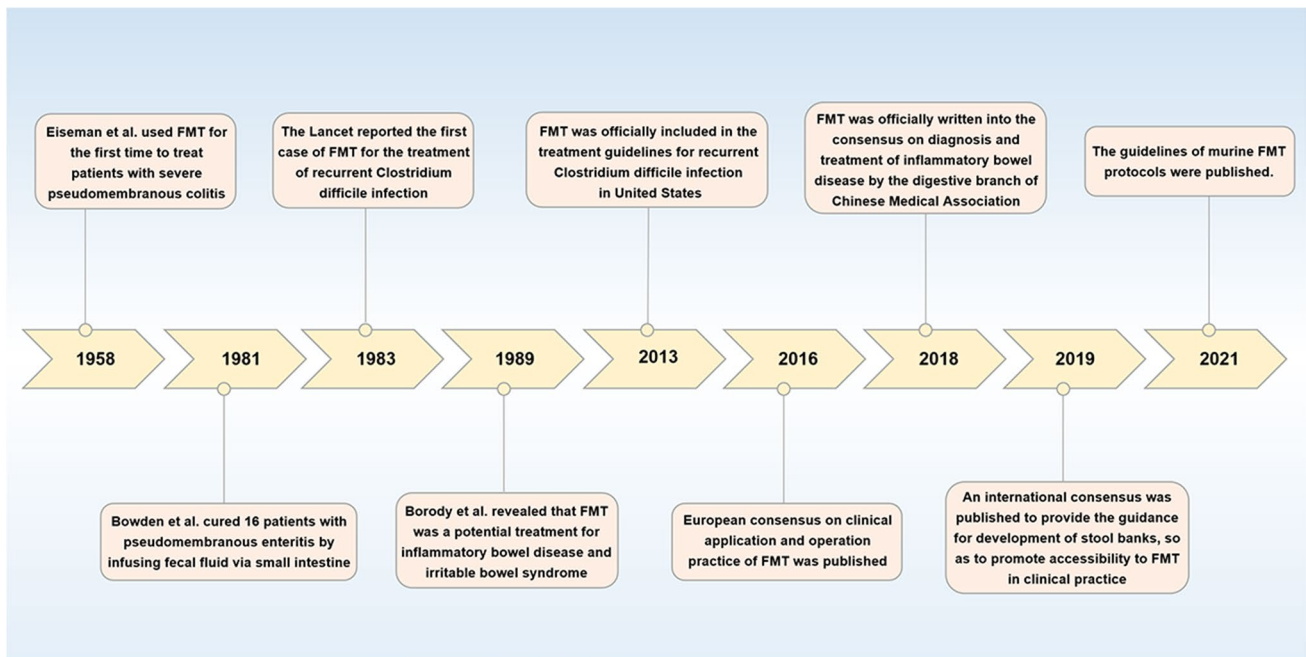 Eiseman et al. used FMT for
the first time to treat
patients with severe
pseudomembranous colitis
The Lancet reported the first
case of FMT for the treatment
of recurrent Clostridium
difficile infection
FMT was officially included in the
treatment guidelines for recurrent
Clostridium difficile infection
in United States
FMT was officially written into the
consensus on diagnosis and
treatment of inflammatory bowel
disease by the digestive branch of
Chinese Medical Association
The guidelines of murine FMT
protocols were published.
1958
1981
1983
1989
2013
2016
2018
2019
2021
Bowden et al. cured 16 patients with
pseudomembranous enteritis by
infusing fecal fluid via small intestine
Borody et al. revealed that FMT
was a potential treatment for
inflammatory bowel disease and
irritable bowel syndrome
European consensus on clinical
application and operation
practice of FMT was published
An international consensus was
published to provide the guidance
for development of stool banks, so
as to promote accessibility to FMT
in clinical practice